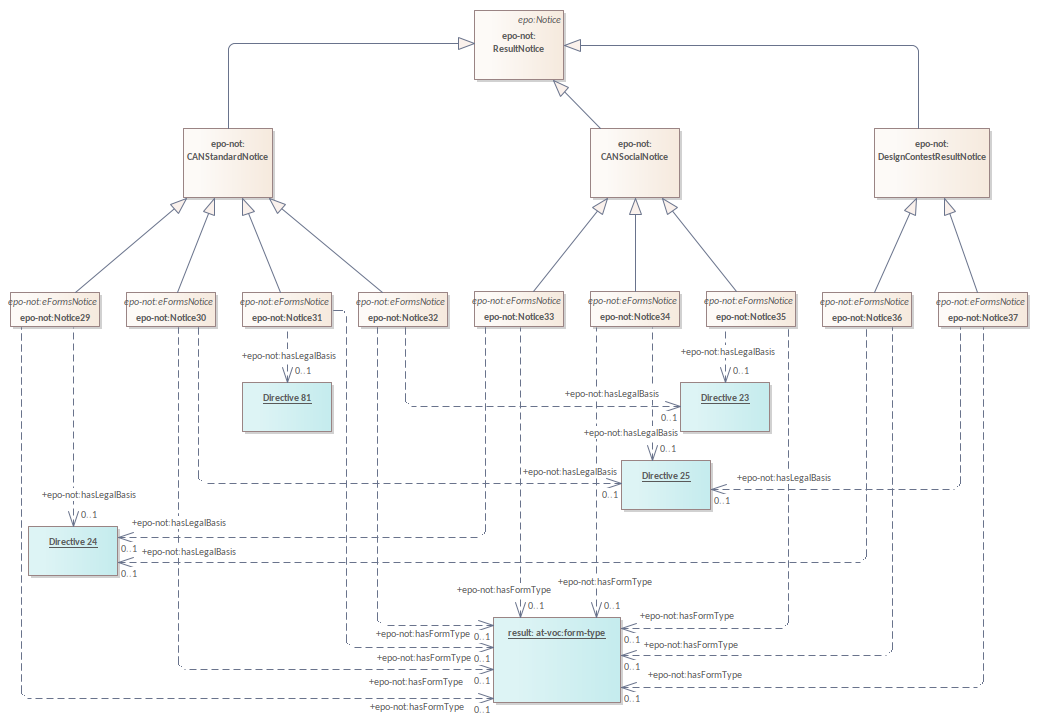 epo:Notice
epo-not:
ResultNotice
epo-not:
CANStandardNotice
epo-not:
CANSocialNotice
epo-not:
DesignContestResultNotice
epo-not:eFormsNotice
epo-not:Notice29
epo-not:eFormsNotice
epo-not:Notice30
epo-not:eFormsNotice
epo-not:Notice31
epo-not:eFormsNotice
epo-not:Notice32
epo-not:eFormsNotice
epo-not:Notice33
epo-not:eFormsNotice
epo-not:Notice34
epo-not:eFormsNotice
epo-not:Notice35
epo-not:eFormsNotice
epo-not:Notice36
epo-not:eFormsNotice
epo-not:Notice37
+epo-not:hasLegalBasis
0..1
+epo-not:hasLegalBasis
0..1
Directive 81
+epo-not:hasLegalBasis
0..1
Directive 23
+epo-not:hasLegalBasis
0..1
+epo-not:hasLegalBasis
0..1
Directive 25
+epo-not:hasLegalBasis
0..1
+epo-not:hasLegalBasis
0..1
+epo-not:hasLegalBasis
0..1
Directive 24
+epo-not:hasLegalBasis
0..1
+epo-not:hasLegalBasis
0..1
+epo-not:hasFormType
0..1
+epo-not:hasFormType
0..1
result: at-voc:form-type
+epo-not:hasFormType
0..1
+epo-not:hasFormType
0..1
+epo-not:hasFormType
0..1
+epo-not:hasFormType
0..1
+epo-not:hasFormType
0..1
+epo-not:hasFormType
0..1
+epo-not:hasFormType
0..1